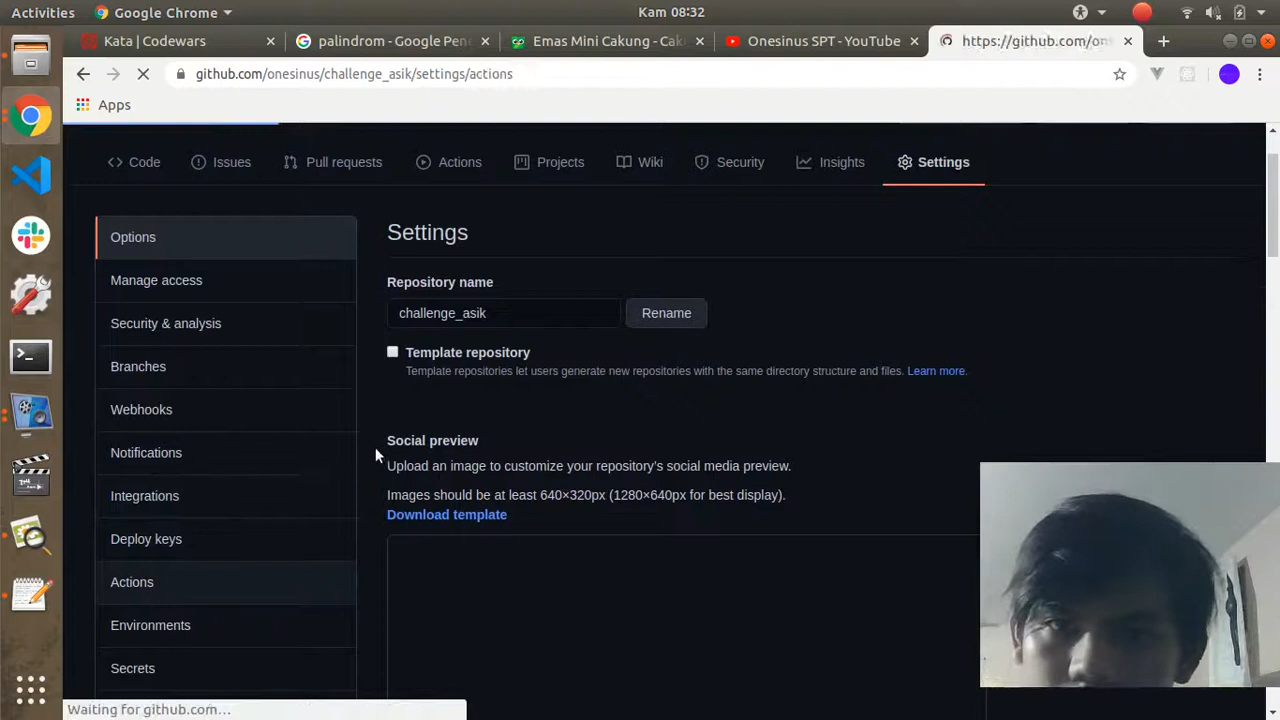 Activities
Google Chrome
Kam 08:32
Kata | Codewars
palindrom - Google Pen
Emas Mini Cakung - Cak
Onesinus SPT - YouTube
https://github.com/on
github.com/onesinus/challenge_asik/settings/actions
Apps
Code
Issues
Pull requests
Actions
Projects
Wiki
Security
Insights
Settings
Options
Manage access
Security & analysis
Branches
Webhooks
Notifications
Integrations
Deploy keys
Actions
Environments
Secrets
Settings
Repository name
challenge_asik
Rename
Template repository
Template repositories let users generate new repositories with the same directory structure and files. Learn more.
Social preview
Upload an image to customize your repository's social media preview.
Images should be at least 640×320px (1280×640px for best display).
Download template
Waiting for github.com...